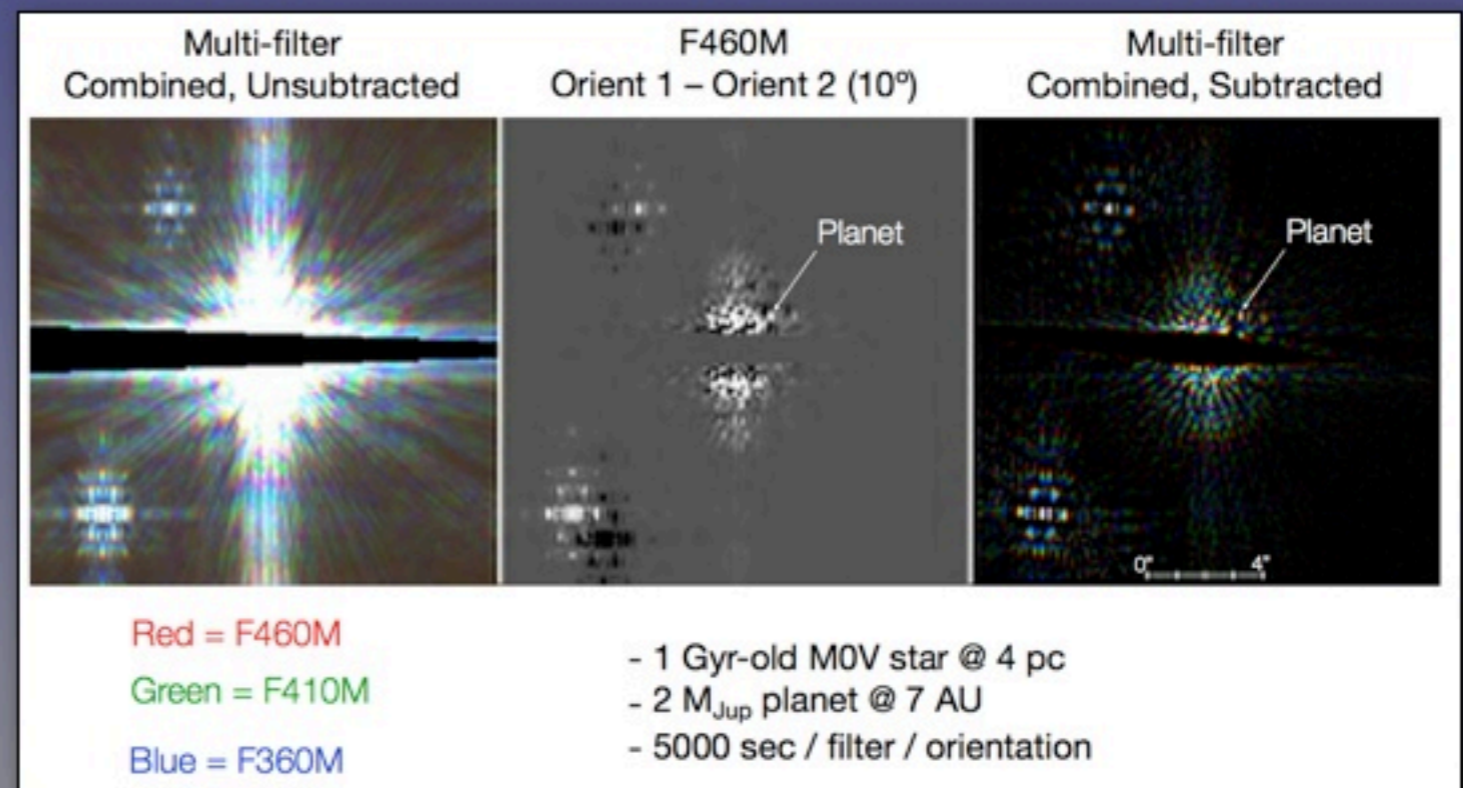 Multi-filter
Combined, Unsubtracted
F460M
Orient 1 – Orient 2 (10º)
Multi-filter
Combined, Subtracted
Planet
Planet
0" 4"
Red = F460M
Green = F410M
Blue = F360M
- 1 Gyr-old M0V star @ 4 pc
- 2 MJup planet @ 7 AU
- 5000 sec / filter / orientation